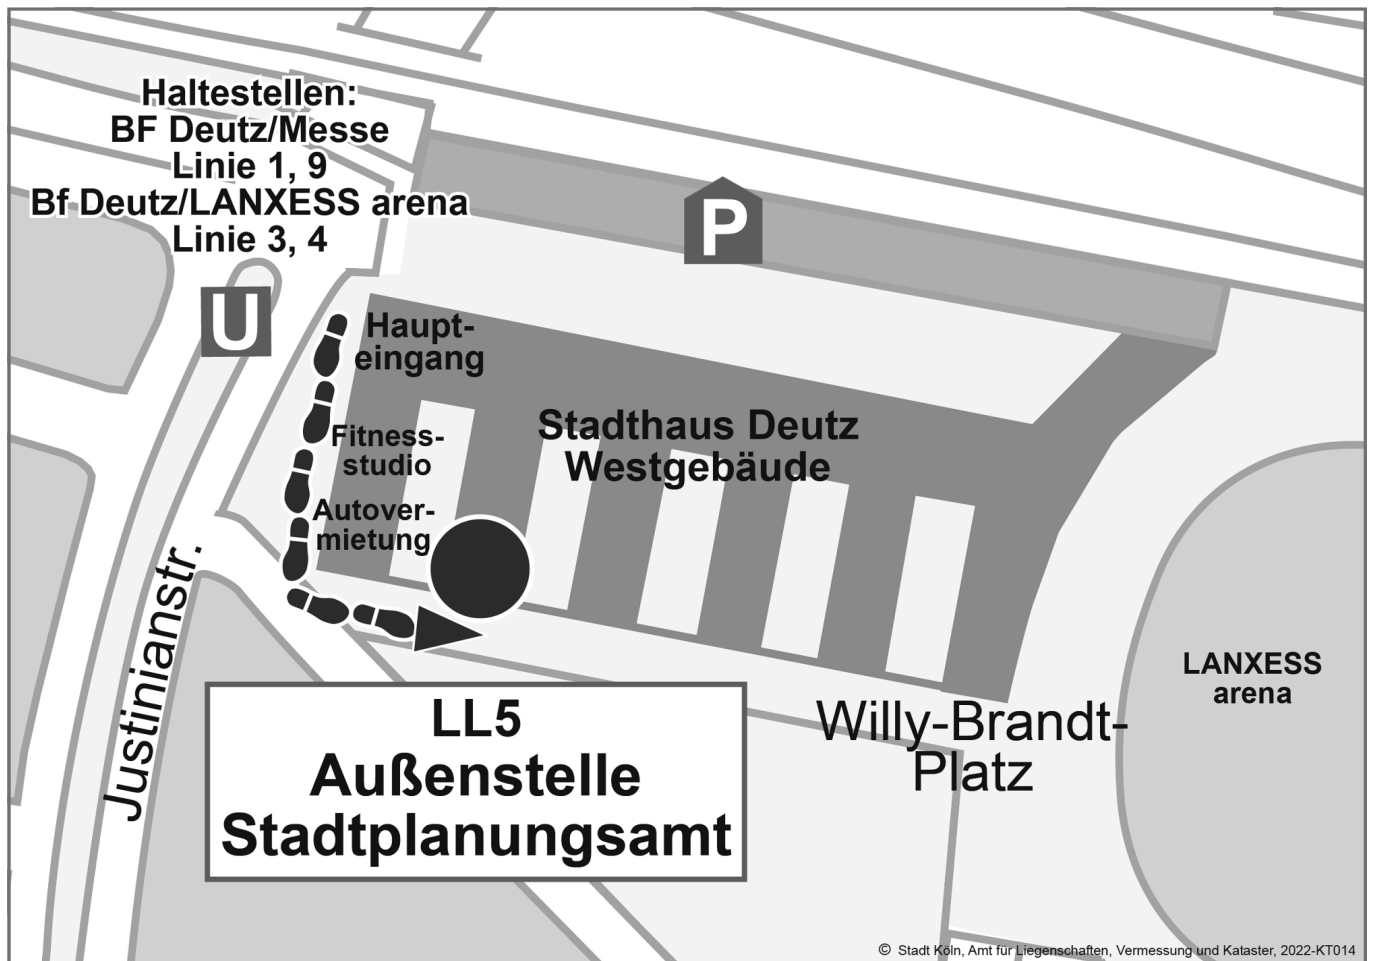 Haltestellen:
BF Deutz/Messe
Linie 1, 9
Bf Deutz/LANXESS arena
Linie 3, 4
U
P
Haupt-
eingang
Fitness-
studio
Autover-
mietung
Stadthaus Deutz
Westgebäude
Justinianstr.
LL5
Außenstelle
Stadtplanungsamt
Willy-Brandt-
Platz
LANXESS
arena
© Stadt Köln, Amt für Liegenschaften, Vermessung und Kataster, 2022-KT014